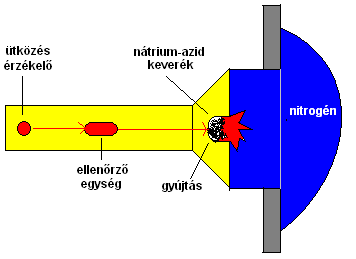 ütközés
érzékelő
nátrium-azid
keverék
nitrogén
ellenőrző
egység
gyújtás